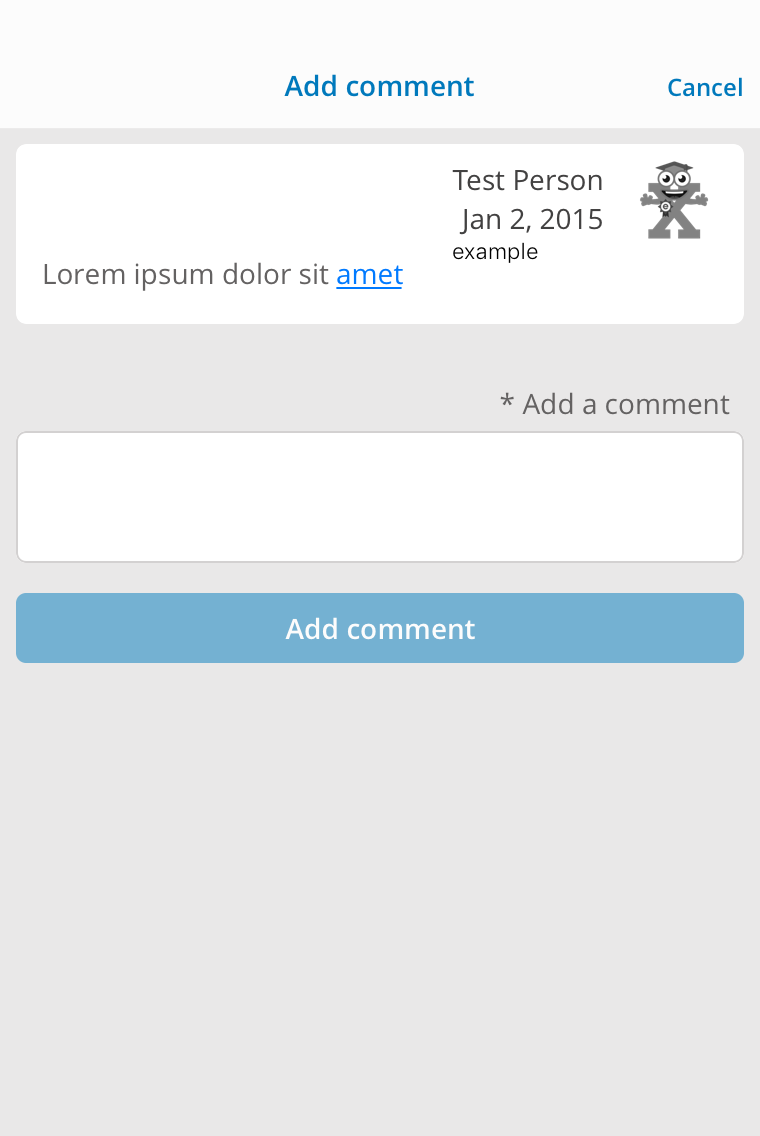 Add comment
Cancel
Test Person
Jan 2, 2015
example
Lorem ipsum dolor sit amet
* Add a comment
Add comment